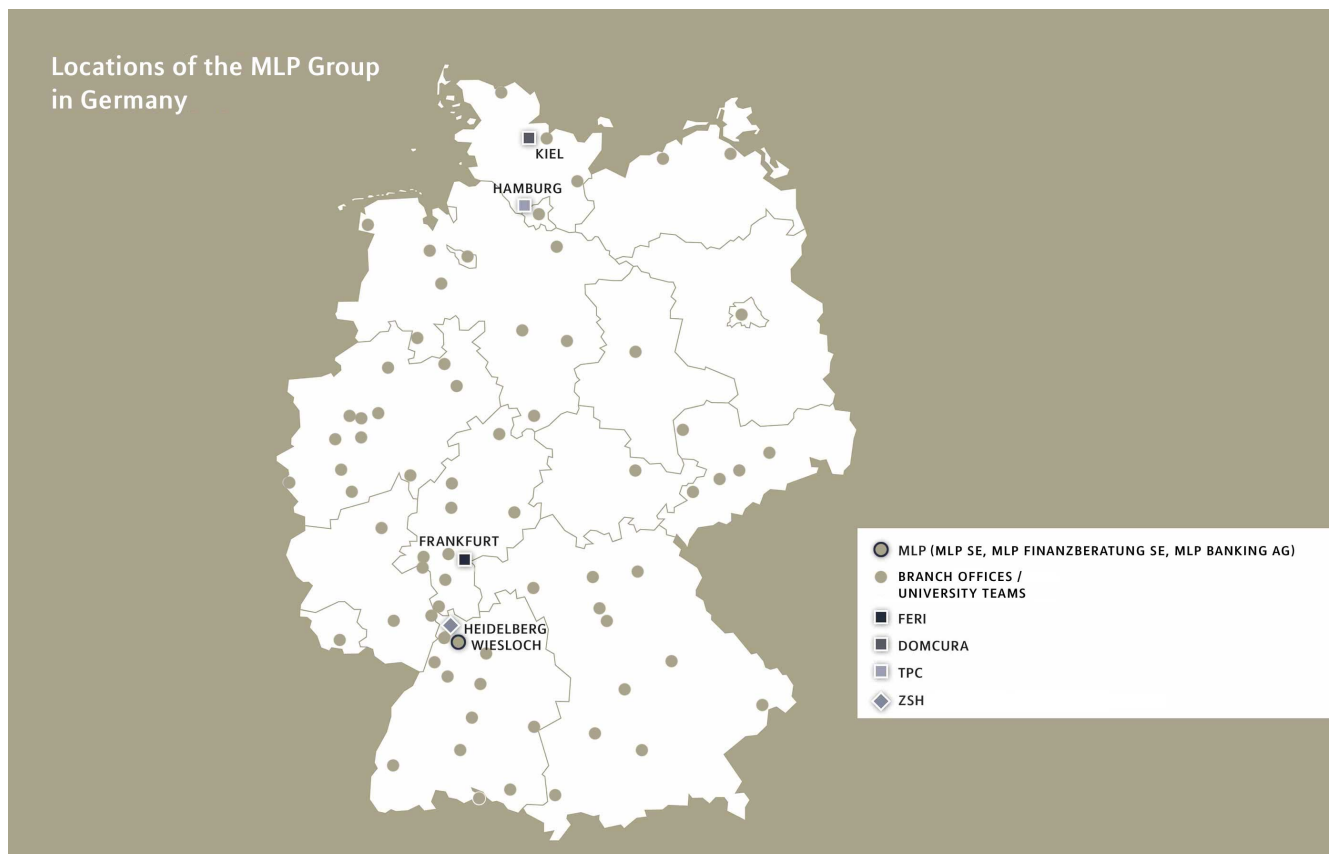 Locations of the MLP Group
in Germany
KIEL
HAMBURG
FRANKFURT
HEIDELBERG
WIESLOCH
MLP (MLP SE, MLP FINANZBERATUNG SE, MLP BANKING AG)
BRANCH OFFICES /
UNIVERSITY TEAMS
FERI
DOMCURA
TPC
ZSH